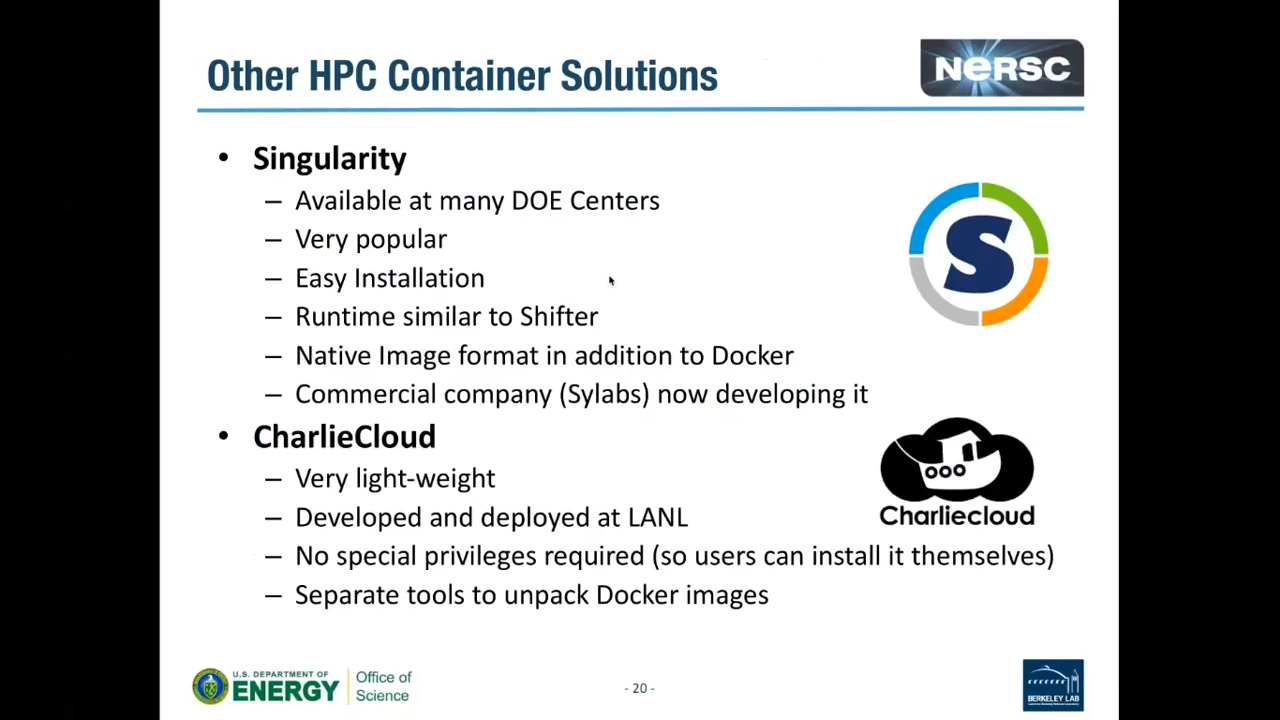 Other HPC Container Solutions
NERSC
• Singularity
– Available at many DOE Centers
– Very popular
– Easy Installation
– Runtime similar to Shifter
– Native Image format in addition to Docker
– Commercial company (Sylabs) now developing it
S
• CharlieCloud
– Very light-weight
– Developed and deployed at LANL
– No special privileges required (so users can install it themselves)
– Separate tools to unpack Docker images
Charliecloud
U.S. DEPARTMENT OF
ENERGY
Office of
Science
- 20 -
BERKELEY LAB